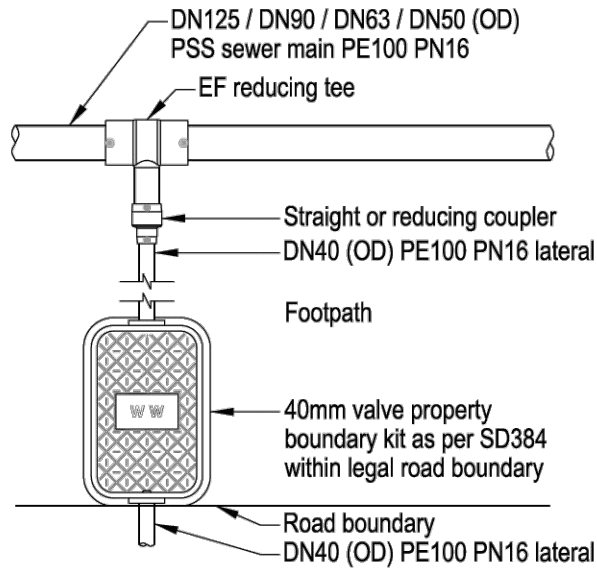 DN125 / DN90 / DN63 / DN50 (OD)
PSS sewer main PE100 PN16
EF reducing tee
Straight or reducing coupler
DN40 (OD) PE100 PN16 lateral
Footpath
W W
40mm valve property
boundary kit as per SD384
within legal road boundary
Road boundary
DN40 (OD) PE100 PN16 lateral